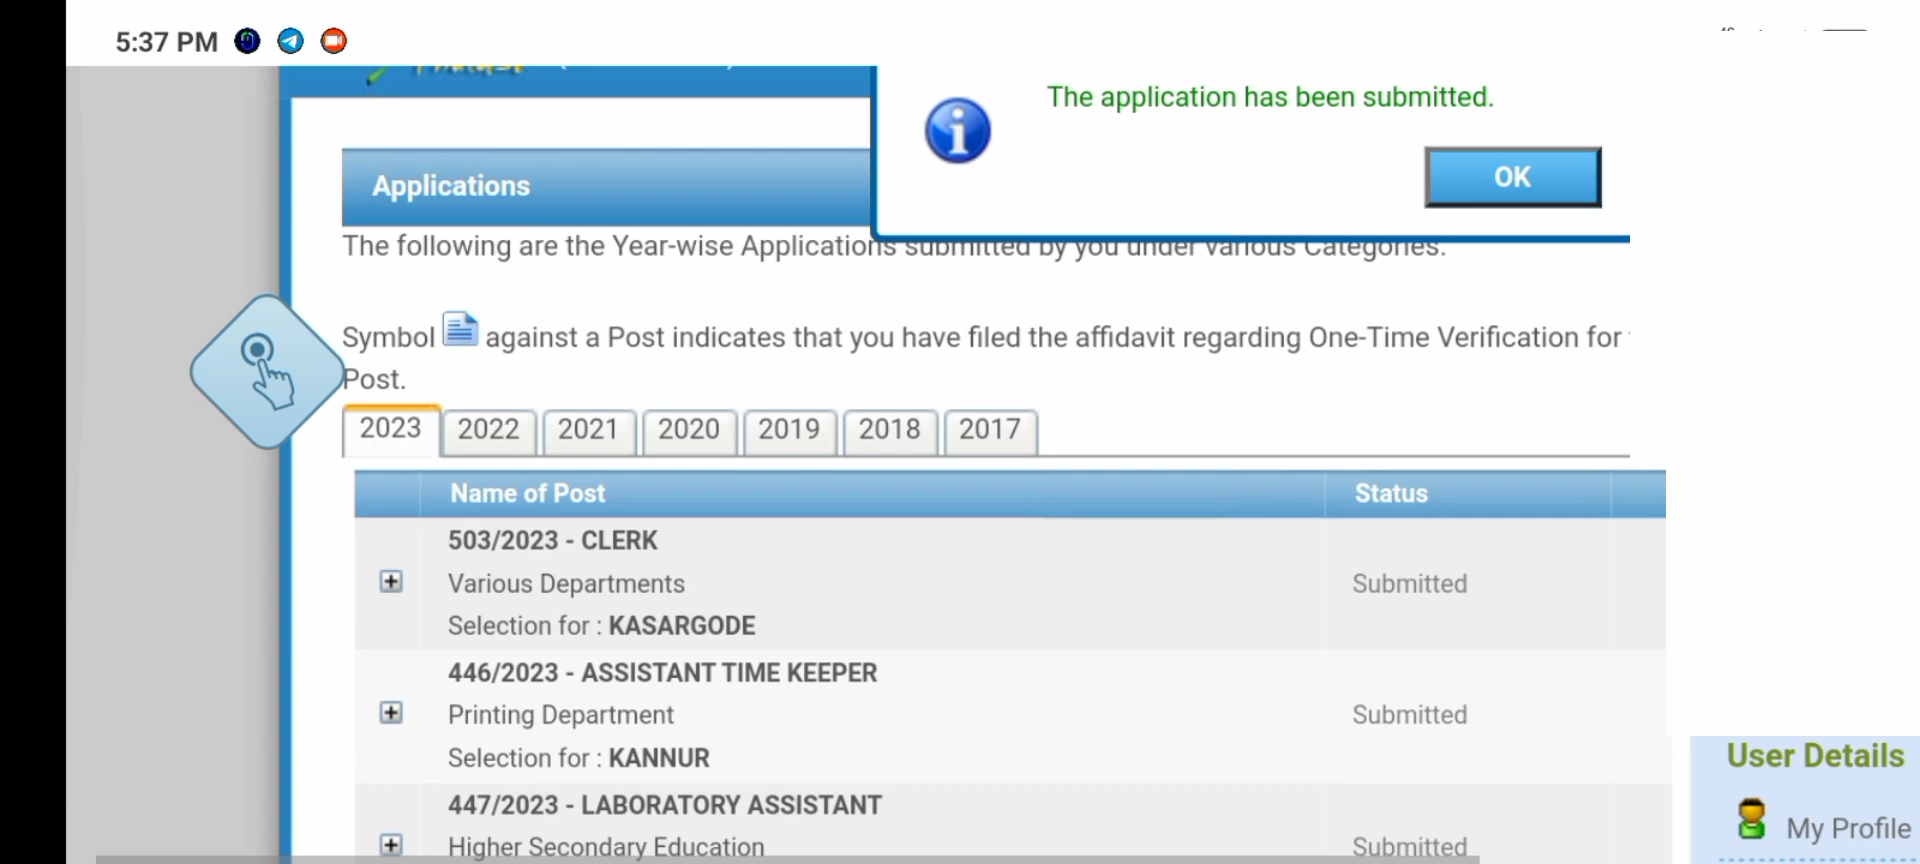 5:37 PM
The application has been submitted.
OK
Applications
The following are the Year-wise Applications submitted by you under various Categories.
Symbol against a Post indicates that you have filed the affidavit regarding One-Time Verification for
Post.
2023 2022 2021 2020 2019 2018 2017
Name of Post Status
503/2023 - CLERK
Various Departments Submitted
Selection for : KASARGODE
446/2023 - ASSISTANT TIME KEEPER
Printing Department Submitted
Selection for : KANNUR
447/2023 - LABORATORY ASSISTANT
Higher Secondary Education Submitted
User Details
My Profile